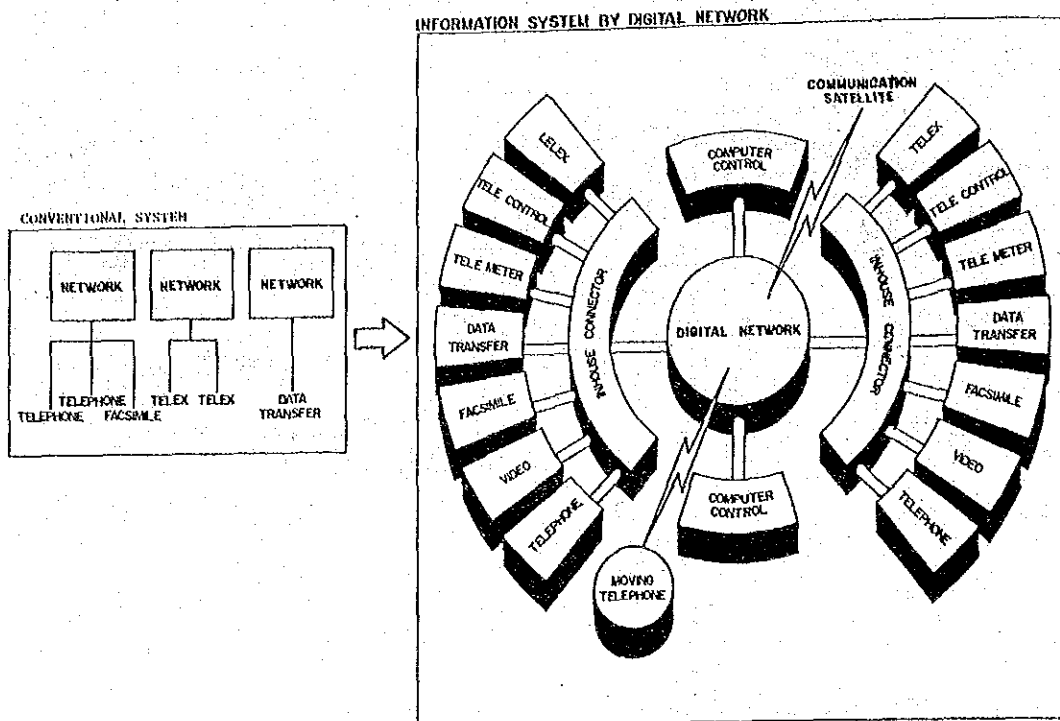 INFORMATION SYSTEM BY DIGITAL NETWORK
CONVENTIONAL SYSTEM
NETWORK
NETWORK
NETWORK
TELEPHONE
TELEPHONE
FACSIMILE
TELEX
TELEX
DATA
TRANSFER
COMMUNICATION
SATELLITE
LELEX
TELE CONTROL
TELE METER
DATA
TRANSFER
FACSIMILE
VIDEO
TELEPHONE
INHOUSE CONNECTOR
COMPUTER
CONTROL
DIGITAL NETWORK
COMPUTER
CONTROL
MOVING
TELEPHONE
INHOUSE CONNECTOR
TELEX
TELE CONTROL
TELE METER
DATA
TRANSFER
FACSIMILE
VIDEO
TELEPHONE